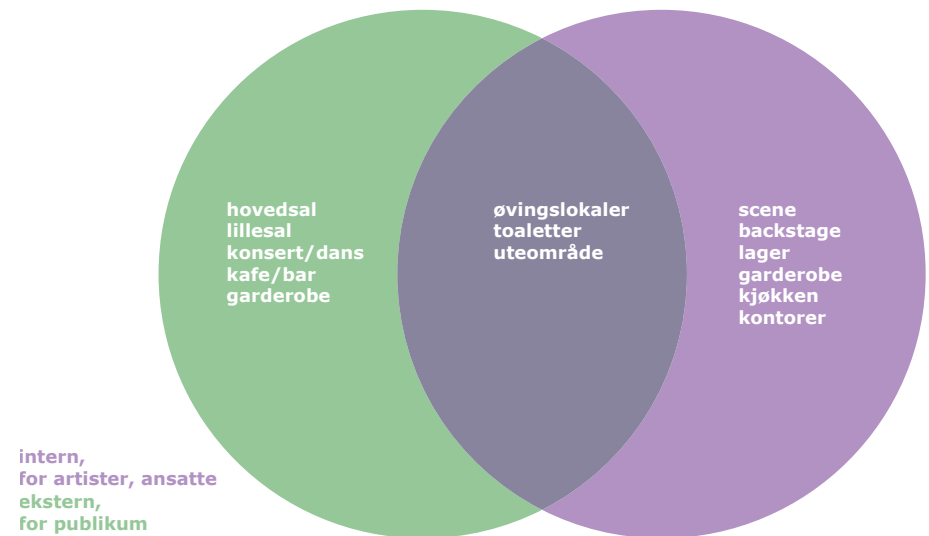 hovedsal
lillesal
konsert/dans
kafe/bar
garderobe
øvingslokaler
toaletter
uteområde
scene
backstage
lager
garderobe
kjøkken
kontorer
intern,
for artister, ansatte
ekstern,
for publikum